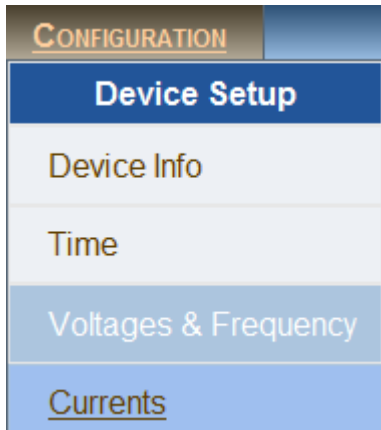 CONFIGURATION
Device Setup
Device Info
Time
Voltages & Frequency
Currents